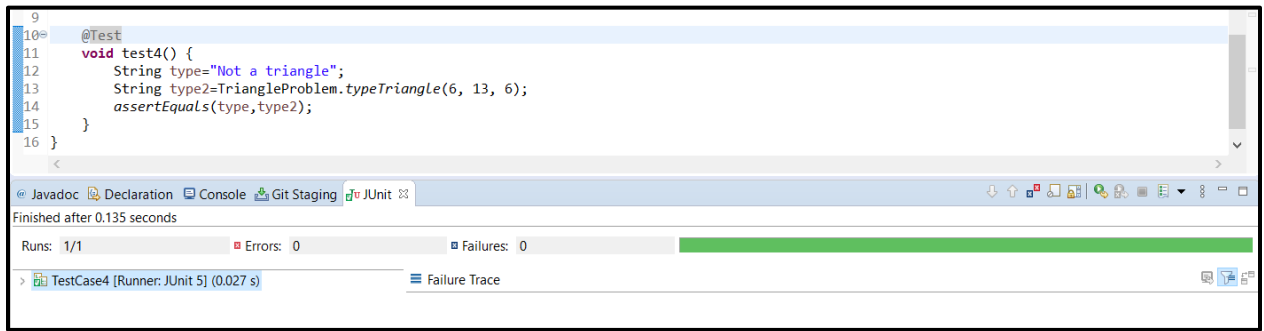 9
10 @Test
11 void test4() {
12 String type="Not a triangle";
13 String type2=TriangleProblem.typeTriangle(6, 13, 6);
14 assertEquals(type,type2);
15 }
16 }
@ Javadoc Declaration Console Git Staging JUnit
Finished after 0.135 seconds
Runs: 1/1 Errors: 0 Failures: 0
TestCase4 [Runner: JUnit 5] (0.027 s) Failure Trace